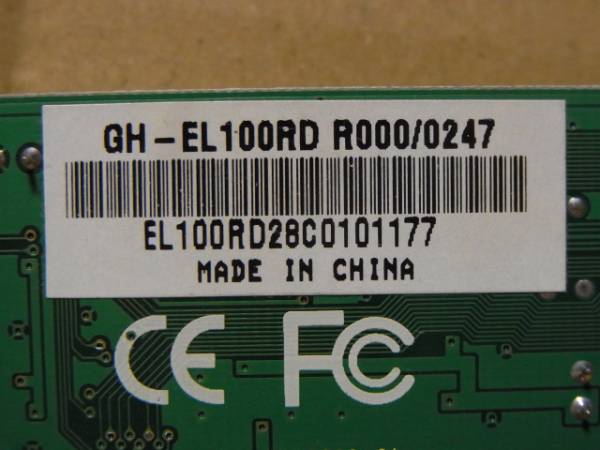 GH-EL100RD R000/0247
EL100RD28C0101177
MADE IN CHINA
CE FC